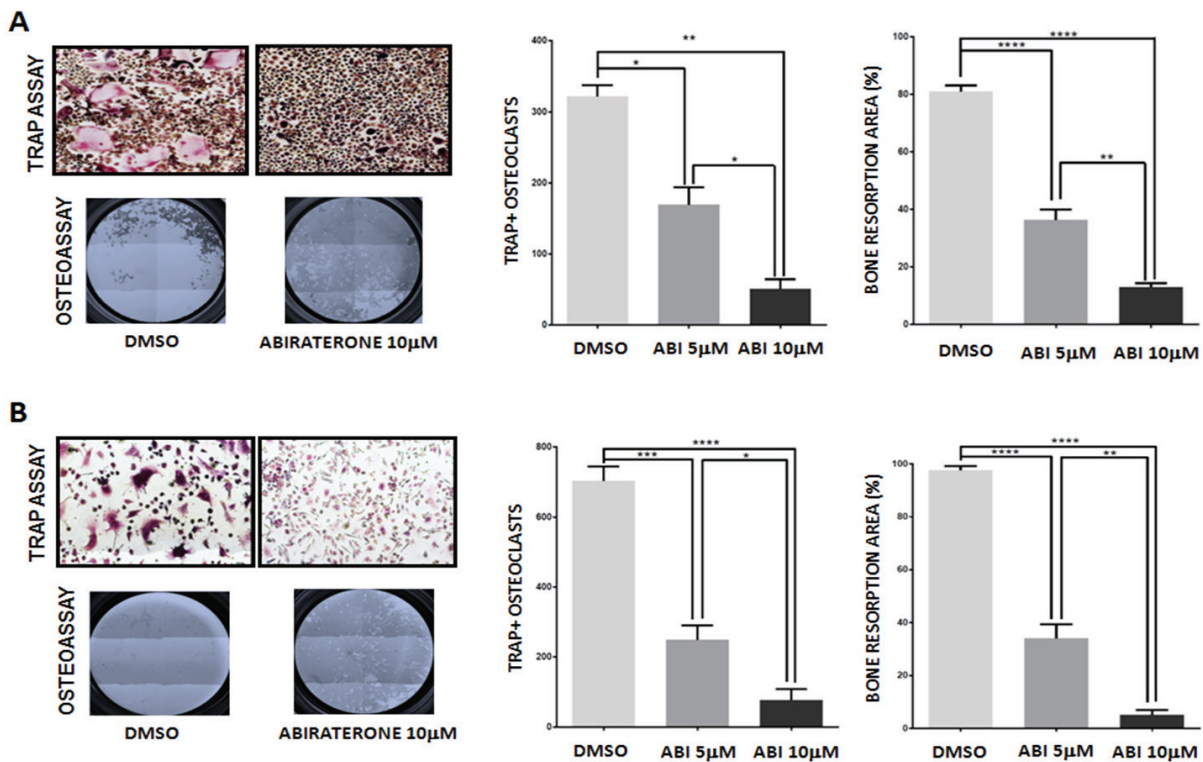 A
TRAP ASSAY
OSTEOASSAY
DMSO
ABIRATERONE 10µM
TRAP+ OSTEOCLASTS
400
300
200
100
0
**
*
*
DMSO
ABI 5µM
ABI 10µM
BONE RESORPTION AREA (%)
100
80
60
40
20
0
****
****
**
DMSO
ABI 5µM
ABI 10µM
B
TRAP ASSAY
OSTEOASSAY
DMSO
ABIRATERONE 10µM
TRAP+ OSTEOCLASTS
800
600
400
200
0
****
***
*
DMSO
ABI 5µM
ABI 10µM
BONE RESORPTION AREA (%)
100
80
60
40
20
0
****
****
**
DMSO
ABI 5µM
ABI 10µM